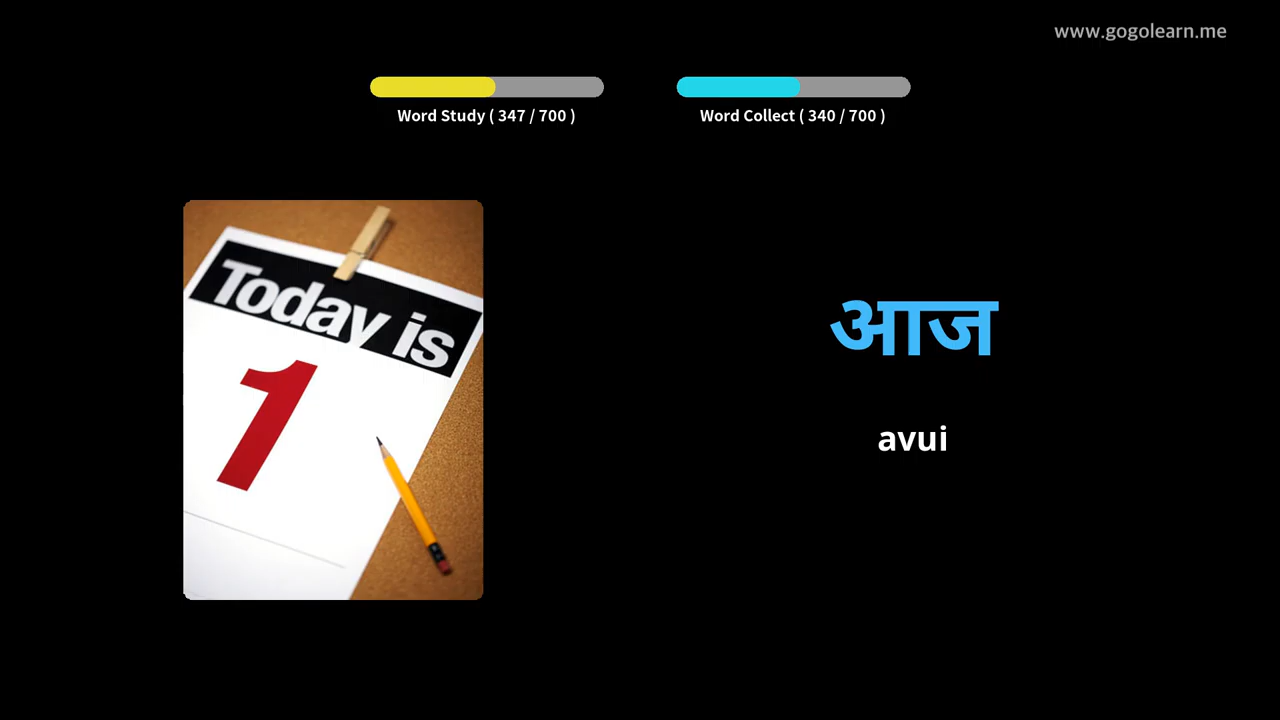 www.gogolearn.me
Word Study ( 347 / 700 )
Word Collect ( 340 / 700 )
Today is
1
आज
avui